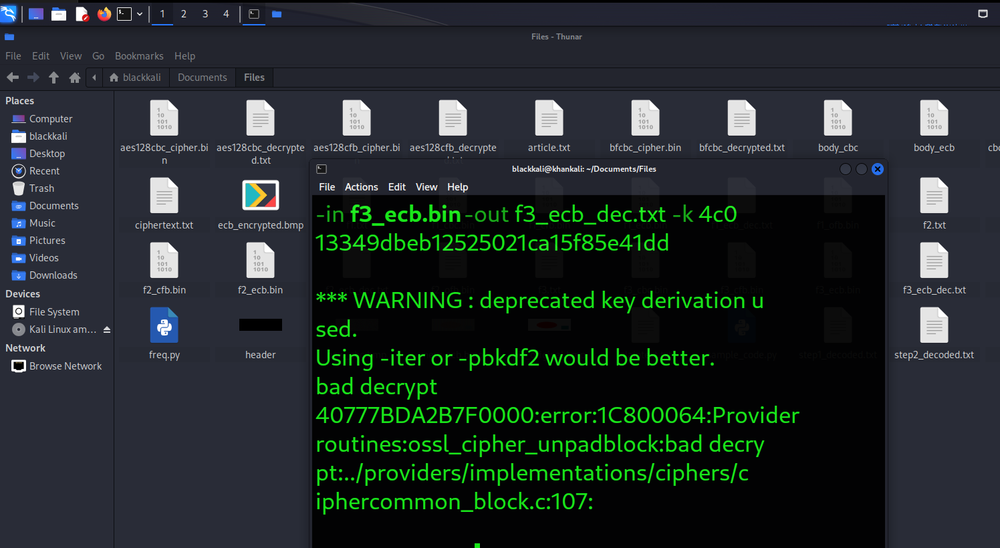 1 2 3 4
Files - Thunar
File Edit View Go Bookmarks Help
blackkali Documents Files
Places
Computer
blackkali
Desktop
Recent
Trash
Documents
Music
Pictures
Videos
Downloads
Devices
File System
Kali Linux am...
Network
Browse Network
aes128cbc_cipher.bi
n
aes128cbc_decrypte
d.txt
aes128cfb_cipher.bi
n
aes128cfb_decrypte
d.txt
article.txt
bfcbc_cipher.bin
bfcbc_decrypted.txt
body_cbc
body_ecb
ciphertext.txt
ecb_encrypted.bmp
f2.txt
f2_cfb.bin
f2_ecb.bin
f3_ecb_dec.txt
freq.py
header
step1_decoded.txt
step2_decoded.txt
blackkali@khankali: ~/Documents/Files
File Actions Edit View Help
-in f3_ecb.bin -out f3_ecb_dec.txt -k 4c0
13349dbeb12525021ca15f85e41dd
*** WARNING : deprecated key derivation u
sed.
Using -iter or -pbkdf2 would be better.
bad decrypt
40777BDA2B7F0000:error:1C800064:Provider
routines:ossl_cipher_unpadblock:bad decry
pt:../providers/implementations/ciphers/c
iphercommon_block.c:107: